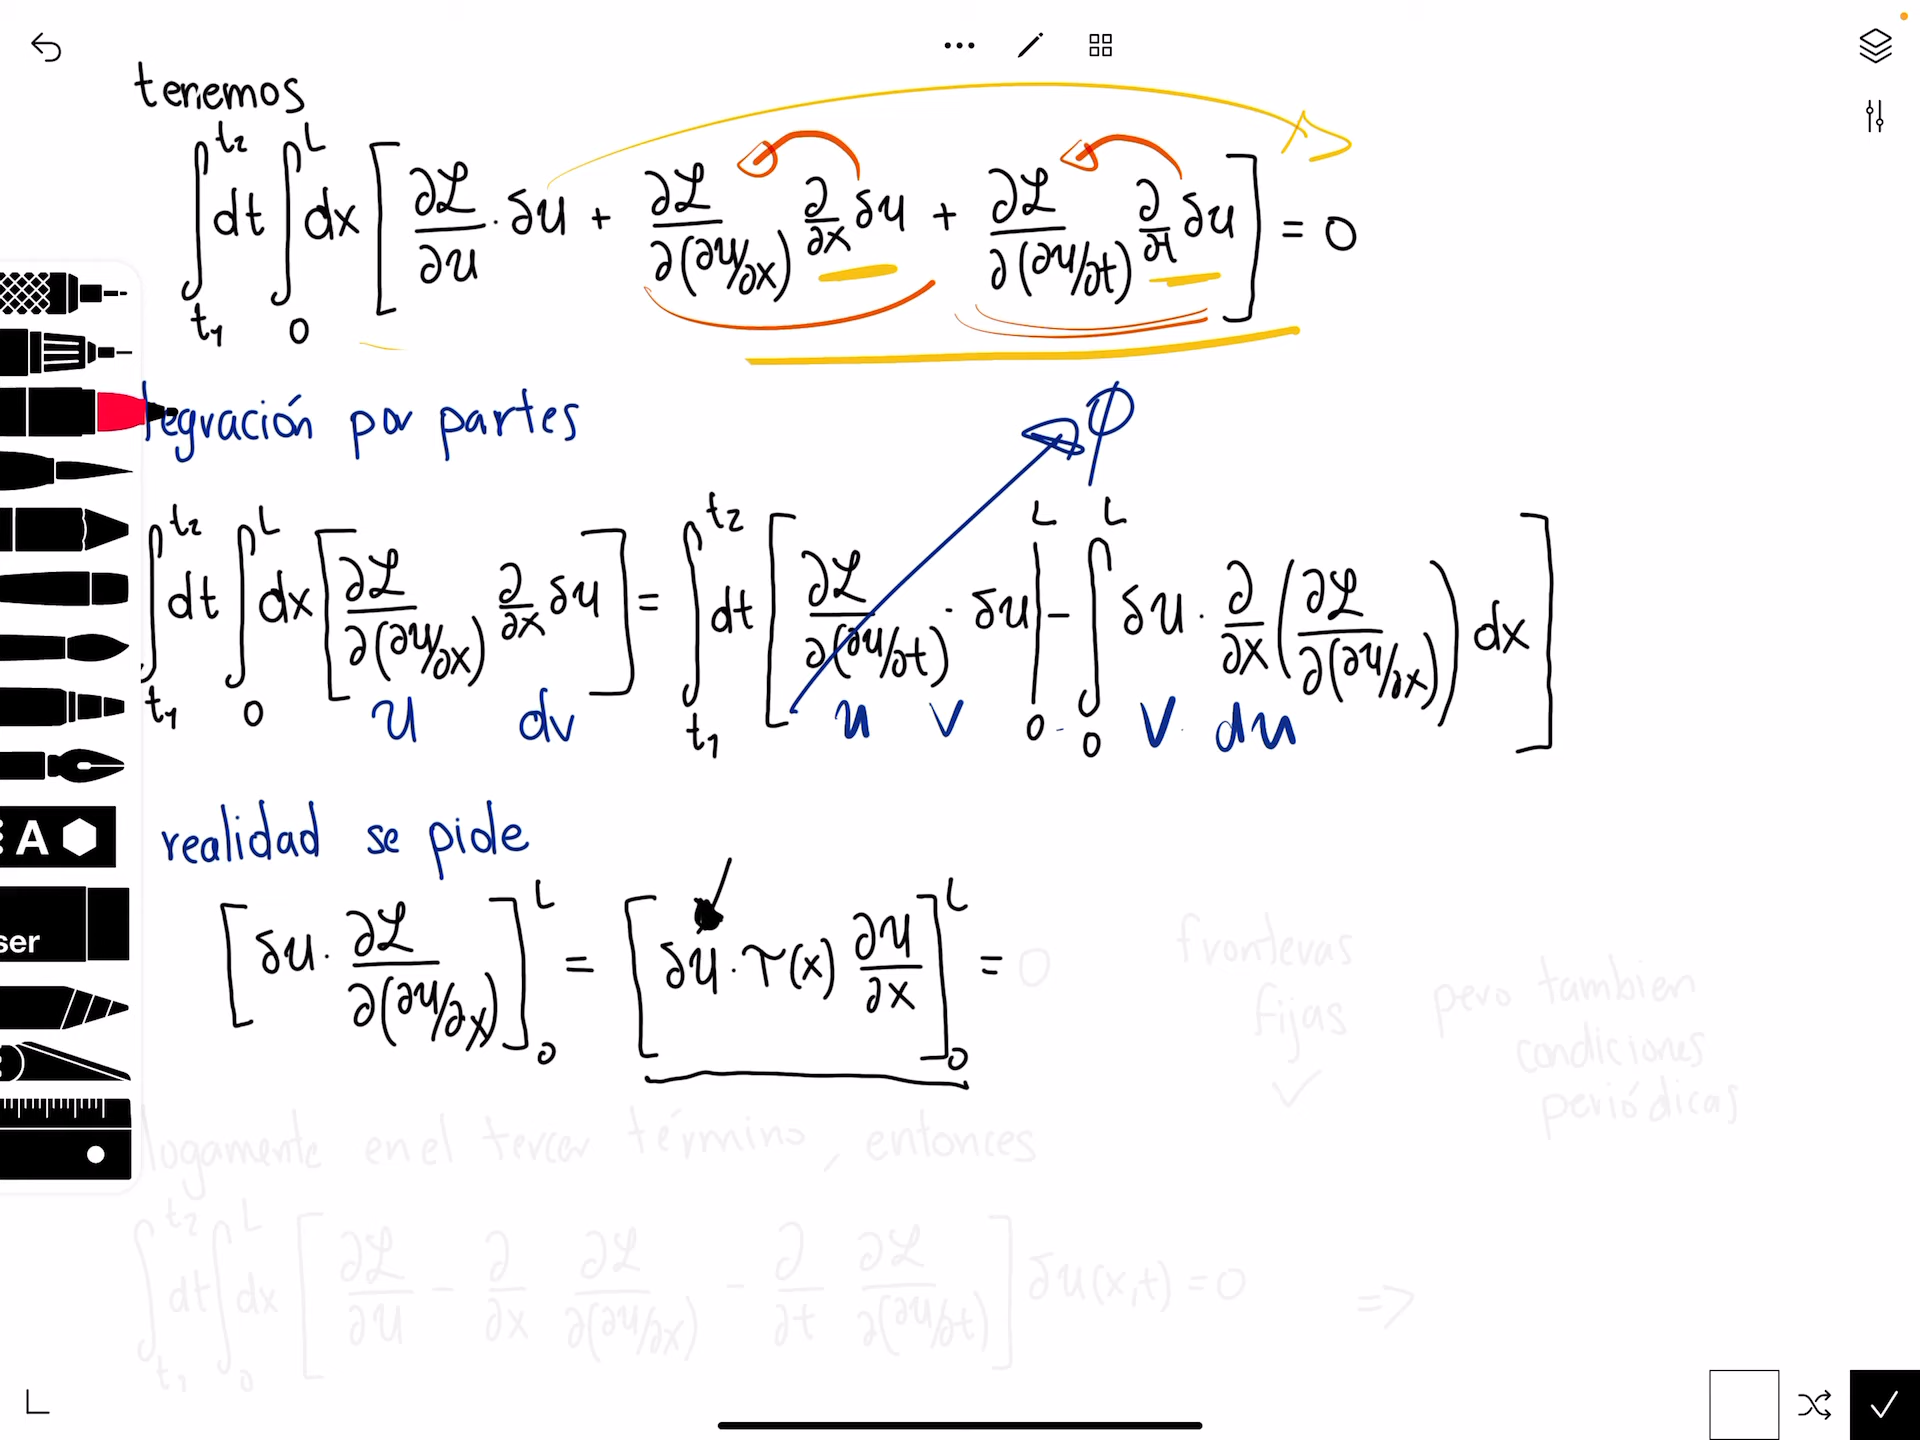 tenemos
∫_{t₁}^{t₂} dt ∫_0^L dx [ ∂ℒ/∂u · δu + ∂ℒ/∂(∂u/∂x) ∂/∂x δu + ∂ℒ/∂(∂u/∂t) ∂/∂t δu ] = 0
tegración por partes
φ
∫_{t₁}^{t₂} dt ∫_0^L dx [ ∂ℒ/∂(∂u/∂x) ∂/∂x δu ] = ∫_{t₁}^{t₂} dt [ ∂ℒ/∂(∂u/∂t) · δu |_0^L − ∫_0^L δu · ∂/∂x ( ∂ℒ/∂(∂u/∂x) ) dx ]
u dv u v v du
realidad se pide
[ δu · ∂ℒ/∂(∂u/∂x) ]_0^L = [ δu · τ(x) ∂u/∂x ]_0^L = 0
fronteras
fijas
✓
pero tambien
condiciones
periódicas
logamente en el tercer término, entonces
∫_{t₁}^{t₂} dt ∫_0^L dx [ ∂ℒ/∂u − ∂/∂x ∂ℒ/∂(∂u/∂x) − ∂/∂t ∂ℒ/∂(∂u/∂t) ] δu(x,t) = 0 =>
A
ser